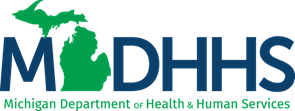 MDHHS
Michigan Department of Health & Human Services